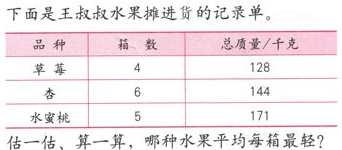 下面是王叔叔水果摊进货的记录单。
品种 箱数 总质量/千克
草莓 4 128
杏 6 144
水蜜桃 5 171
估一估、算一算，哪种水果平均每箱最轻？